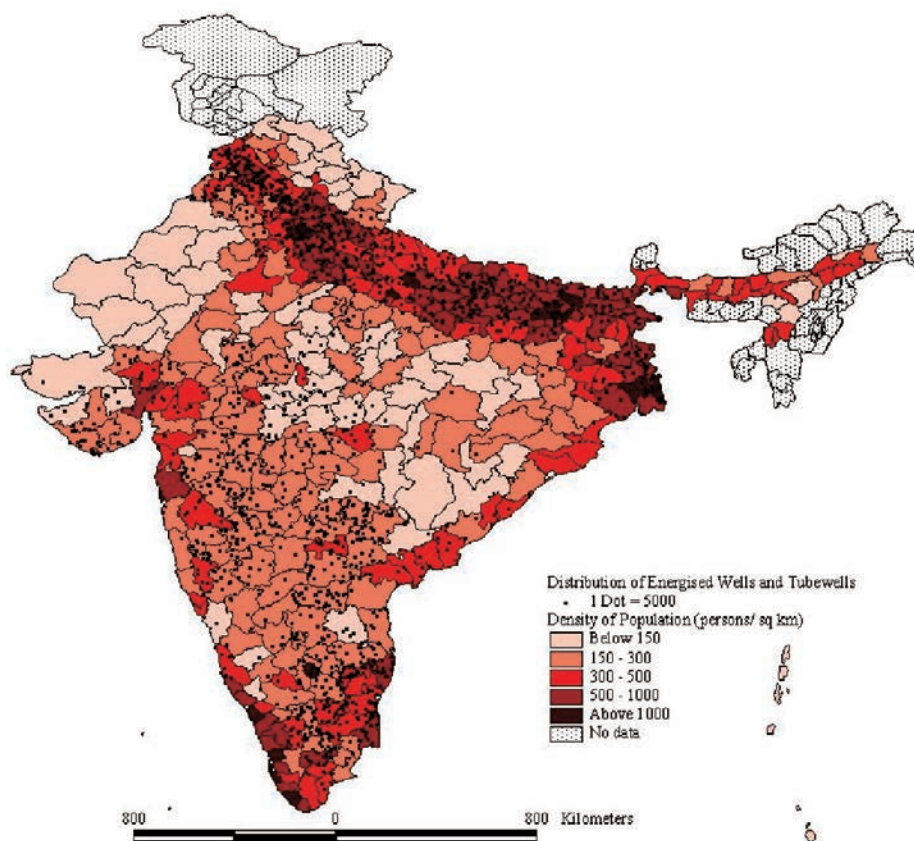 Distribution of Energised Wells and Tubewells
1 Dot = 5000
Density of Population (persons/ sq km)
Below 150
150 - 300
300 - 500
500 - 1000
Above 1000
No data
800 0 800 Kilometers